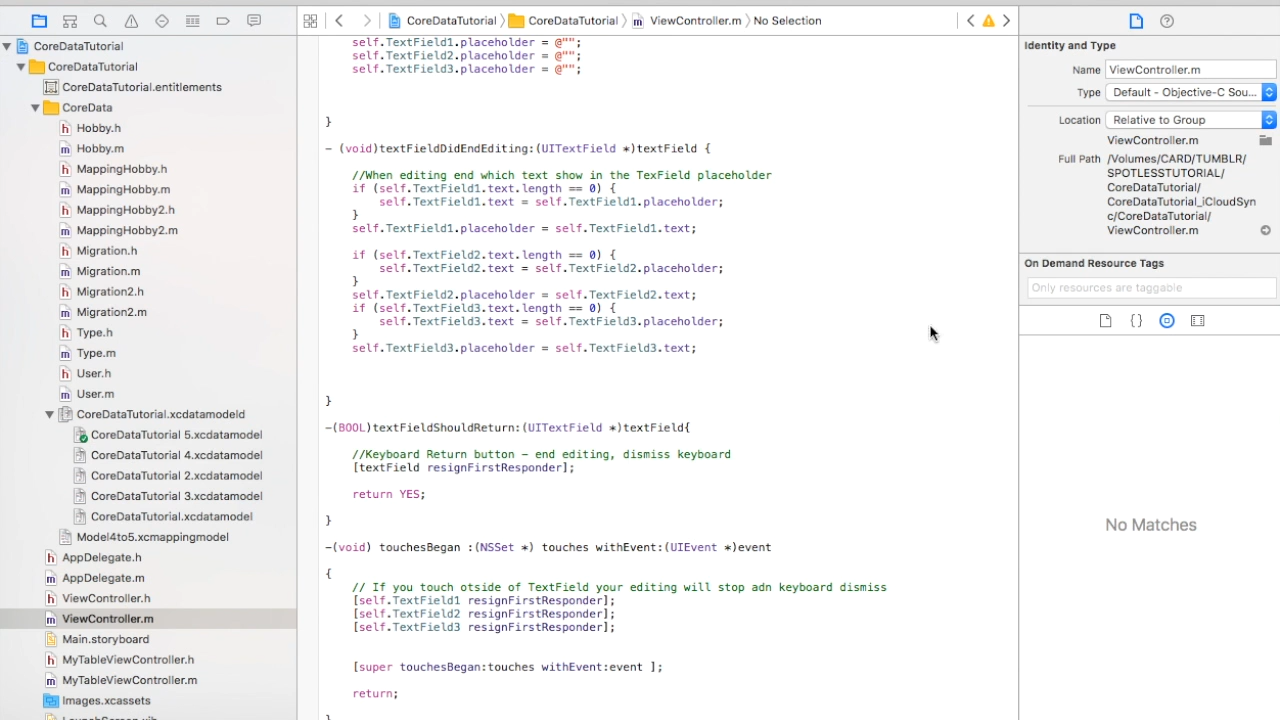 CoreDataTutorial
CoreDataTutorial
ViewController.m
No Selection
CoreDataTutorial
CoreDataTutorial
CoreDataTutorial.entitlements
CoreData
Hobby.h
Hobby.m
MappingHobby.h
MappingHobby.m
MappingHobby2.h
MappingHobby2.m
Migration.h
Migration.m
Migration2.h
Migration2.m
Type.h
Type.m
User.h
User.m
CoreDataTutorial.xcdatamodeld
CoreDataTutorial 5.xcdatamodel
CoreDataTutorial 4.xcdatamodel
CoreDataTutorial 2.xcdatamodel
CoreDataTutorial 3.xcdatamodel
CoreDataTutorial.xcdatamodel
Model4to5.xcmappingmodel
AppDelegate.h
AppDelegate.m
ViewController.h
ViewController.m
Main.storyboard
MyTableViewController.h
MyTableViewController.m
Images.xcassets
LaunchScreen.xib
self.TextField1.placeholder = @"";
self.TextField2.placeholder = @"";
self.TextField3.placeholder = @"";
}
- (void)textFieldDidEndEditing:(UITextField *)textField {
//When editing end which text show in the TexField placeholder
if (self.TextField1.text.length == 0) {
self.TextField1.text = self.TextField1.placeholder;
}
self.TextField1.placeholder = self.TextField1.text;
if (self.TextField2.text.length == 0) {
self.TextField2.text = self.TextField2.placeholder;
}
self.TextField2.placeholder = self.TextField2.text;
if (self.TextField3.text.length == 0) {
self.TextField3.text = self.TextField3.placeholder;
}
self.TextField3.placeholder = self.TextField3.text;
}
-(BOOL)textFieldShouldReturn:(UITextField *)textField{
//Keyboard Return button - end editing, dismiss keyboard
[textField resignFirstResponder];
return YES;
}
-(void) touchesBegan :(NSSet *) touches withEvent:(UIEvent *)event
{
// If you touch otside of TextField your editing will stop adn keyboard dismiss
[self.TextField1 resignFirstResponder];
[self.TextField2 resignFirstResponder];
[self.TextField3 resignFirstResponder];
[super touchesBegan:touches withEvent:event ];
return;
}
Identity and Type
Name ViewController.m
Type Default - Objective-C Sou...
Location Relative to Group
ViewController.m
Full Path /Volumes/CARD/TUMBLR/
SPOTLESSTUTORIAL/
CoreDataTutorial/
CoreDataTutorial_iCloudSyn
c/CoreDataTutorial/
ViewController.m
On Demand Resource Tags
Only resources are taggable
No Matches